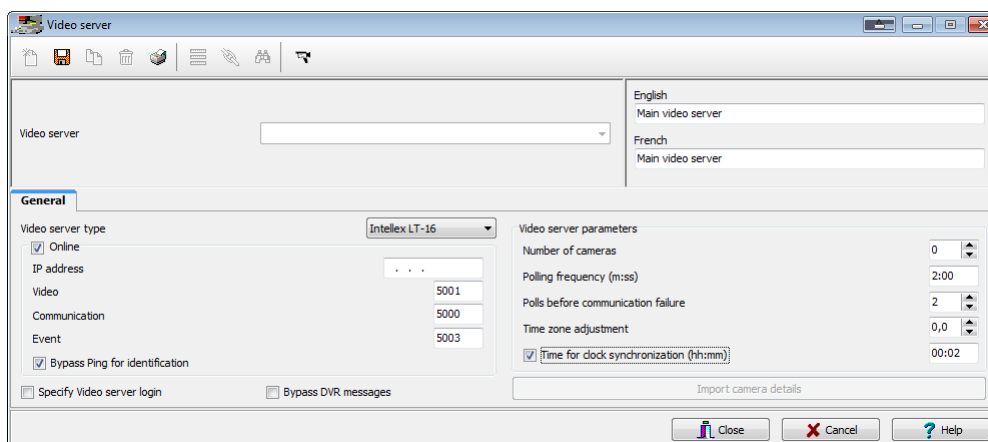 Video server
English
Main video server
Video server
French
Main video server
General
Video server type
Intellex LT-16
Online
IP address
. . .
Video
5001
Communication
5000
Event
5003
Bypass Ping for identification
Specify Video server login
Bypass DVR messages
Video server parameters
Number of cameras
0
Polling frequency (m:ss)
2:00
Polls before communication failure
2
Time zone adjustment
0,0
Time for clock synchronization (hh:mm)
00:02
Import camera details
Close
Cancel
Help